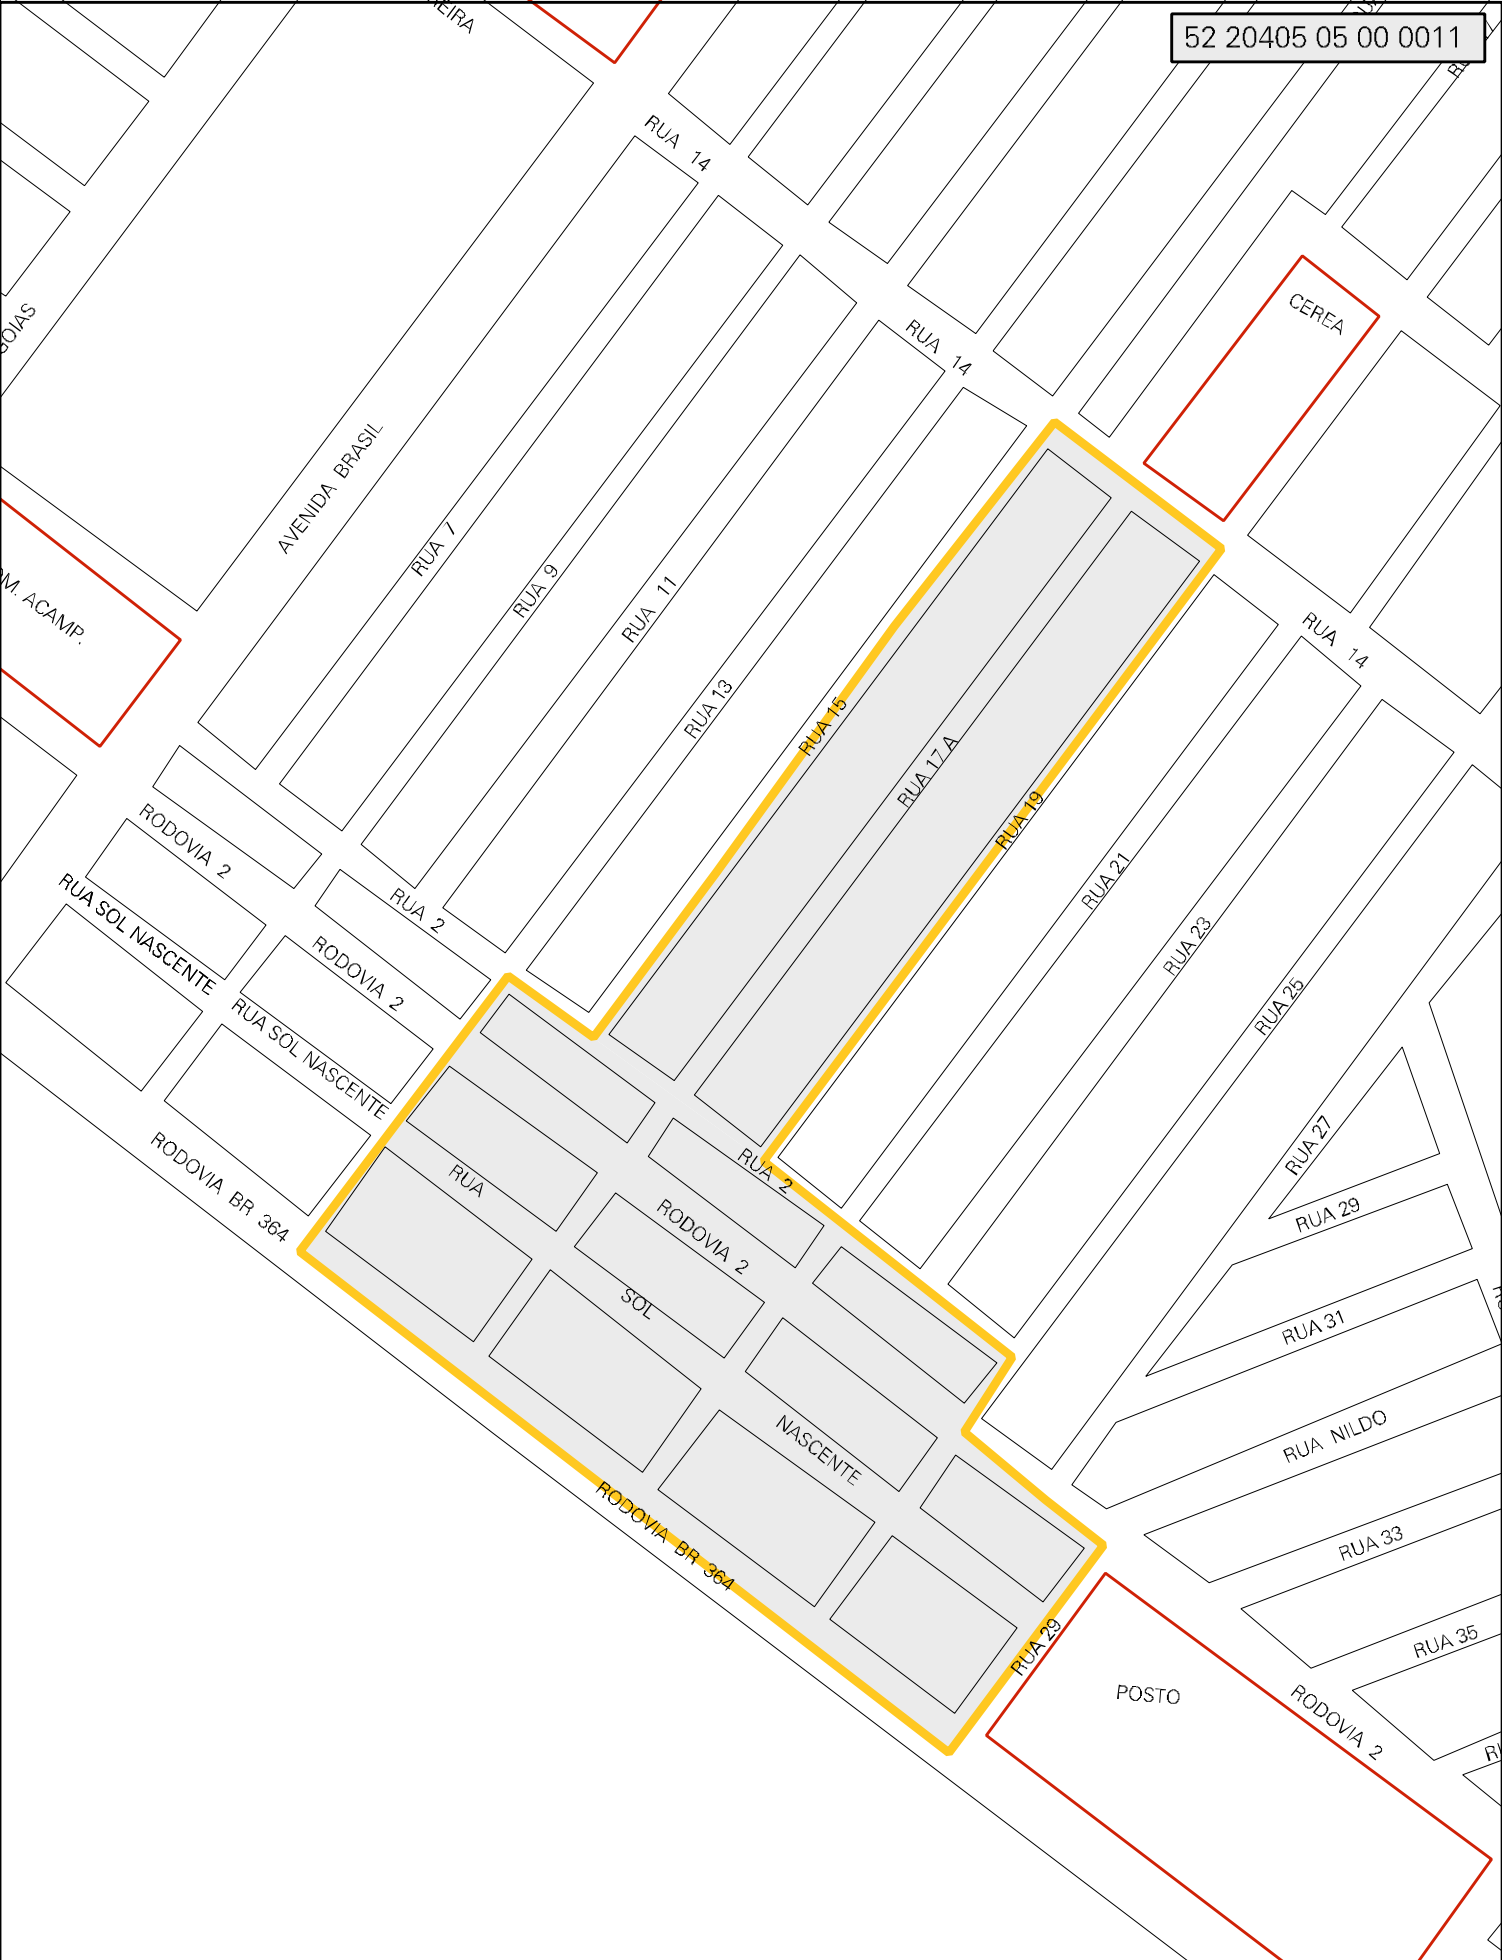 52 20405 05 00 0011
RUA 14
CEREA
RUA 14
AVENIDA BRASIL
RUA 7
RUA 9
RUA 11
RUA 13
RUA 15
RUA 17 A
RUA 19
RUA 14
ACAMP.
RUA 21
RUA 23
RUA 25
RUA 27
RODOVIA 2
RUA 2
RUA SOL NASCENTE
RODOVIA 2
RUA SOL NASCENTE
RODOVIA BR 364
RUA 2
RUA
RODOVIA 2
SOL
NASCENTE
RUA 29
RUA 31
RUA NILDO
RUA 33
RUA 35
RODOVIA BR 364
RUA 29
POSTO
RODOVIA 2